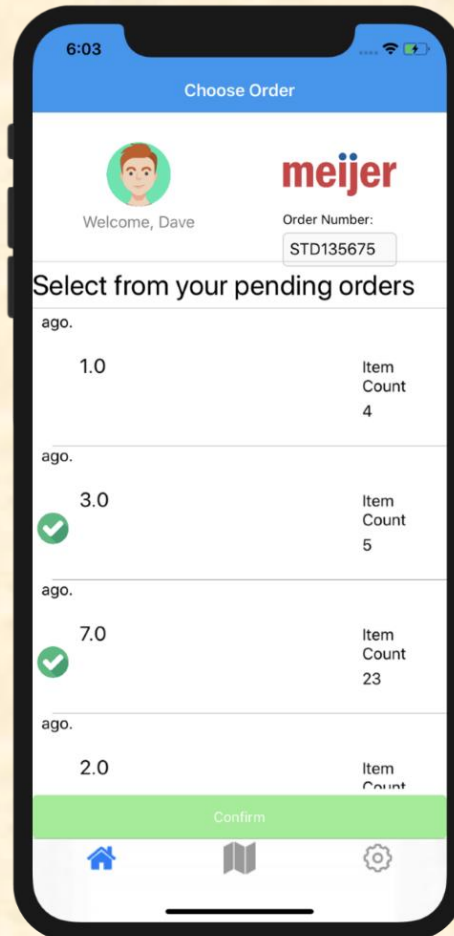 6:03
Choose Order
meijer
Welcome, Dave
Order Number:
STD135675
Select from your pending orders
ago.
1.0
Item
Count
4
ago.
3.0
Item
Count
5
ago.
7.0
Item
Count
23
ago.
2.0
Item
Count
Confirm